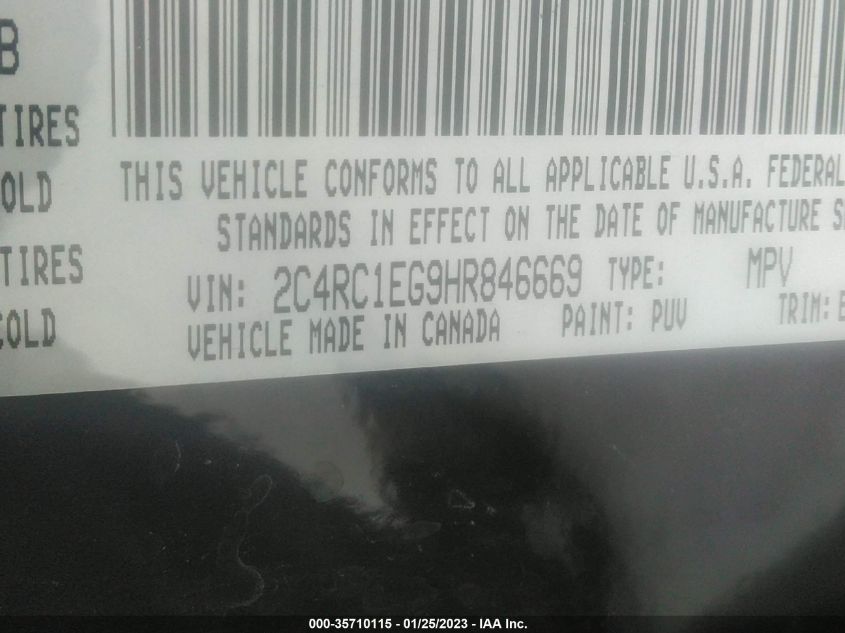 B
TIRES
THIS VEHICLE CONFORMS TO ALL APPLICABLE U.S.A. FEDERAL
OLD
STANDARDS IN EFFECT ON THE DATE OF MANUFACTURE S
TIRES
VIN: 2C4RC1EG9HR846669 TYPE: MPV
COLD
VEHICLE MADE IN CANADA PAINT: PUV TRIM: E
000-35710115 - 01/25/2023 - IAA Inc.